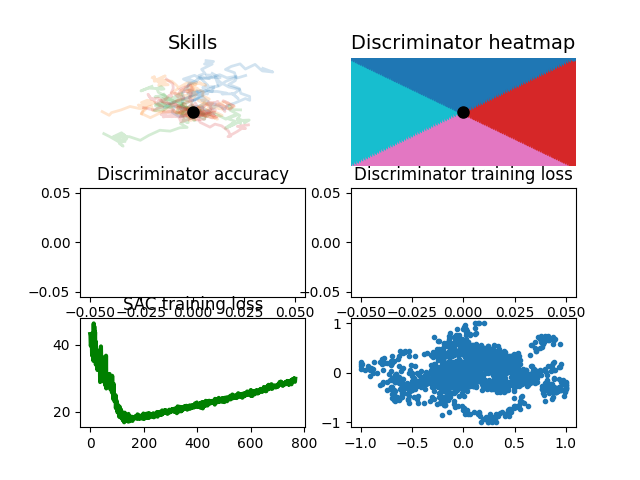 Skills
Discriminator heatmap
Discriminator accuracy
Discriminator training loss
0.05
0.00
−0.05
−0.050 −0.025 0.000 0.025 0.050
0.05
0.00
−0.05
−0.050 −0.025 0.000 0.025 0.050
SAC training loss
40
20
0 200 400 600 800
1
0
−1
−1.0 −0.5 0.0 0.5 1.0